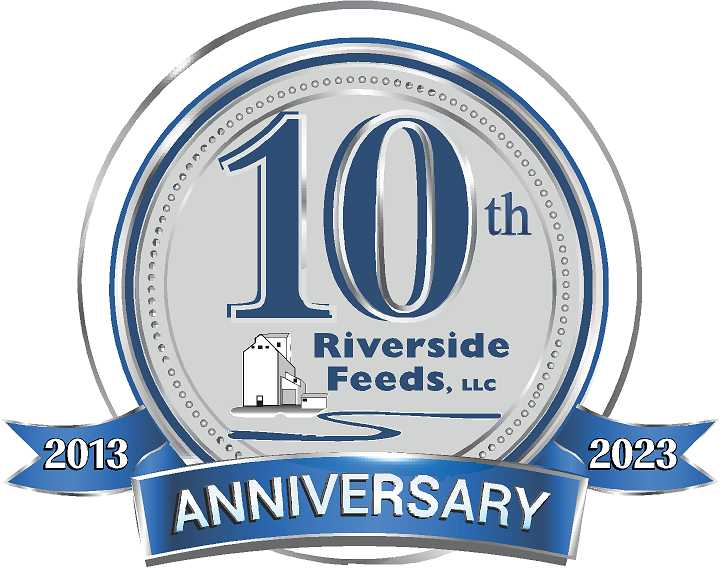 10th
Riverside
Feeds, LLC
2013
2023
ANNIVERSARY